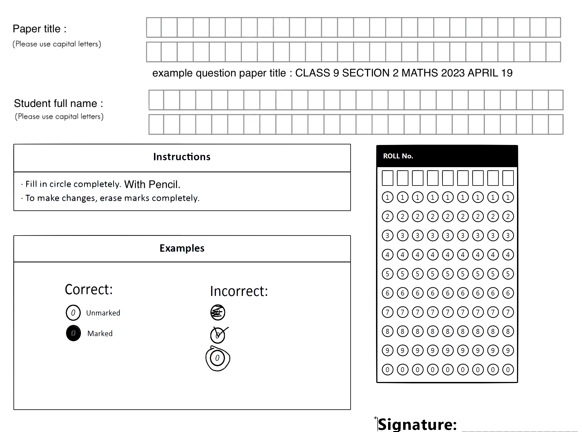 Paper title :
(Please use capital letters)
example question paper title : CLASS 9 SECTION 2 MATHS 2023 APRIL 19
Student full name :
(Please use capital letters)
Instructions
· Fill in circle completely. With Pencil.
· To make changes, erase marks completely.
ROLL No.
1 1 1 1 1 1 1 1 1
2 2 2 2 2 2 2 2 2
3 3 3 3 3 3 3 3 3
4 4 4 4 4 4 4 4 4
5 5 5 5 5 5 5 5 5
6 6 6 6 6 6 6 6 6
7 7 7 7 7 7 7 7 7
8 8 8 8 8 8 8 8 8
9 9 9 9 9 9 9 9 9
0 0 0 0 0 0 0 0 0
Examples
Correct:
0 Unmarked
0 Marked
Incorrect:
0
Signature: